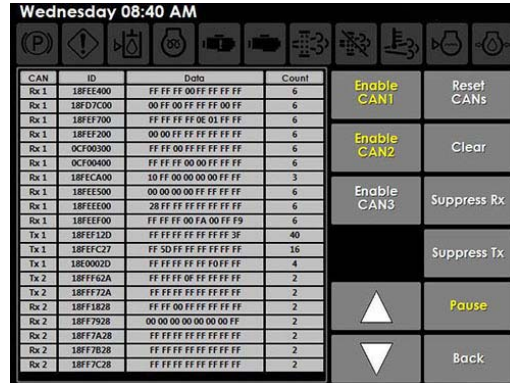 Wednesday 08:40 AM
(P)
CAN ID Data Count
Rx 1 18FEE400 FF FF FF 00 FF FF FF FF 6
Rx 1 18FD7C00 00 FF 00 FF FF FF 00 FF 6
Rx 1 18FEF700 FF FF FF FF 0E 01 FF FF 6
Rx 1 18FEF200 00 00 FF FF FF FF FF FF 6
Rx 1 0CF00300 FF FF 00 FF FF FF FF FF 6
Rx 1 0CF00400 FF FF FF 00 00 FF FF FF 6
Rx 1 18FECA00 10 FF 00 00 00 00 FF FF 3
Rx 1 18FEE500 00 00 00 00 FF FF FF FF 6
Rx 1 18FEEE00 28 FF FF FF FF FF FF FF 6
Rx 1 18FEEF00 FF FF FF 00 FA 00 FF F9 6
Tx 1 18FEF12D FF FF FF FF FF FF FF 3F 40
Tx 1 18FEFC27 FF 5D FF FF FF FF FF FF 16
Tx 1 18E0002D FF FF FF FF FF F0 FF FF 4
Tx 2 18FFF62A FF FF FF 0F FF FF FF FF 2
Tx 2 18FFF72A FF FF FF FF FF FF FF FF 2
Rx 2 18FF1828 FF FF 00 FF FF FF FF FF 2
Rx 2 18FF7928 00 00 00 00 00 00 00 FF 2
Rx 2 18FF7A28 FF FF FF FF FF FF FF FF 2
Rx 2 18FF7B28 FF FF FF FF FF FF FF FF 2
Rx 2 18FF7C28 FF FF FF FF FF FF FF FF 2
Enable
CAN1
Reset
CANs
Enable
CAN2
Clear
Enable
CAN3
Suppress Rx
Suppress Tx
Pause
Back